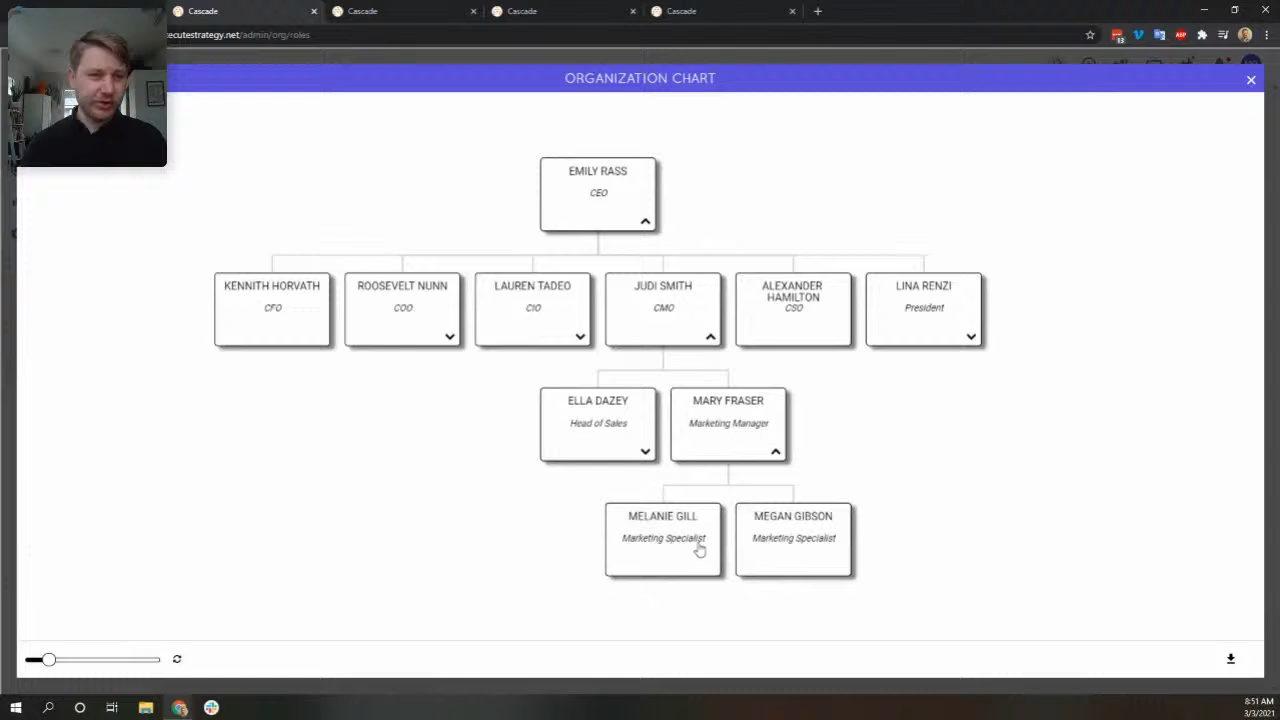 Cascade
Cascade
Cascade
Cascade
ecutestrategy.net/admin/org/roles
13
ABP
ORGANIZATION CHART
EMILY RASS
CEO
KENNITH HORVATH
CFO
ROOSEVELT NUNN
COO
LAUREN TADEO
CIO
JUDI SMITH
CMO
ALEXANDER
HAMILTON
CSO
LINA RENZI
President
ELLA DAZEY
Head of Sales
MARY FRASER
Marketing Manager
MELANIE GILL
Marketing Specialist
MEGAN GIBSON
Marketing Specialist
8:51 AM
3/3/2021